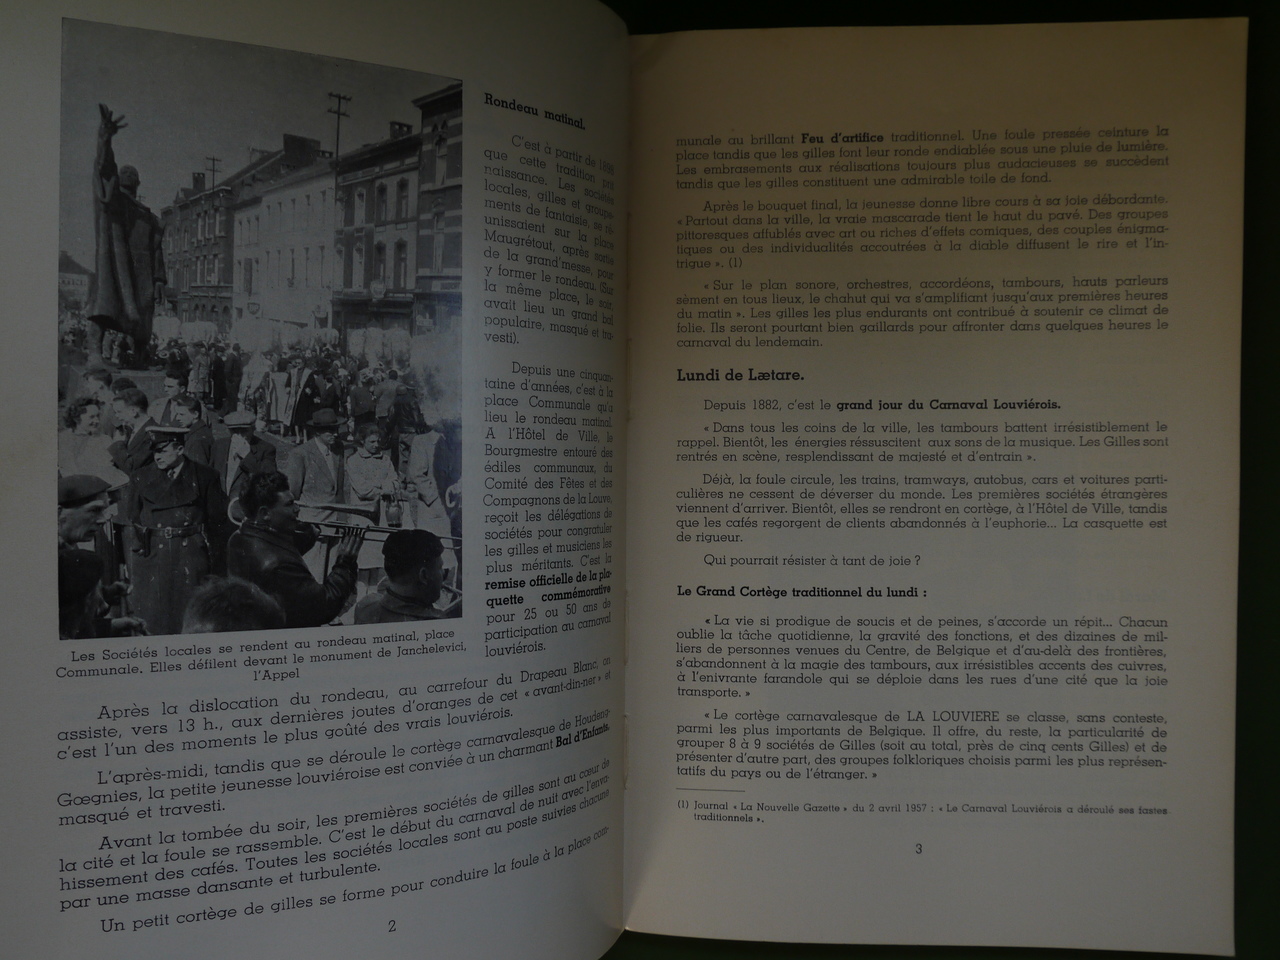 Rondeau matinal.
C'est à partir de 1898
que cette tradition prit
naissance. Les sociétés
locales, gilles et groupe-
ments de fantaisie, se ré-
unissaient sur la place
Maugrétout, après sortie
de la grand'messe, pour
y former le rondeau. (Sur
la même place, le soir,
avait lieu un grand bal
populaire, masqué et tra-
vesti).
Depuis une cinquan-
taine d'années, c'est à la
place Communale qu'a
lieu le rondeau matinal.
A l'Hôtel de Ville, le
Bourgmestre entouré des
édiles communaux, du
Comité des Fêtes et des
Compagnons de la Louve,
reçoit les délégations de
sociétés pour congratuler
les gilles et musiciens les
plus méritants. C'est la
remise officielle de la pla-
quette commémorative
pour 25 ou 50 ans de
participation au carnaval
louviérois.
Les Sociétés locales se rendent au rondeau matinal, place
Communale. Elles défilent devant le monument de Janchelevici,
l'Appel
Après la dislocation du rondeau, au carrefour du Drapeau Blanc, on
assiste, vers 13 h., aux dernières joutes d'oranges de cet « avant-din-ner » et
c'est l'un des moments le plus goûté des vrais louviérois.
L'après-midi, tandis que se déroule le cortège carnavalesque de Houdeng-
Gœgnies, la petite jeunesse louviéroise est conviée à un charmant Bal d'Enfants,
masqué et travesti.
Avant la tombée du soir, les premières sociétés de gilles sont au cœur de
la cité et la foule se rassemble. C'est le début du carnaval de nuit avec l'enva-
hissement des cafés. Toutes les sociétés locales sont au poste suivies chacune
par une masse dansante et turbulente.
Un petit cortège de gilles se forme pour conduire la foule à la place com-
2
munale au brillant Feu d'artifice traditionnel. Une foule pressée ceinture la
place tandis que les gilles font leur ronde endiablée sous une pluie de lumière.
Les embrasements aux réalisations toujours plus audacieuses se succèdent
tandis que les gilles constituent une admirable toile de fond.
Après le bouquet final, la jeunesse donne libre cours à sa joie débordante.
« Partout dans la ville, la vraie mascarade tient le haut du pavé. Des groupes
pittoresques affublés avec art ou riches d'effets comiques, des couples énigma-
tiques ou des individualités accoutrées à la diable diffusent le rire et l'in-
trigue ». (1)
« Sur le plan sonore, orchestres, accordéons, tambours, hauts parleurs
sèment en tous lieux, le chahut qui va s'amplifiant jusqu'aux premières heures
du matin ». Les gilles les plus endurants ont contribué à soutenir ce climat de
folie. Ils seront pourtant bien gaillards pour affronter dans quelques heures le
carnaval du lendemain.
Lundi de Lætare.
Depuis 1882, c'est le grand jour du Carnaval Louviérois.
« Dans tous les coins de la ville, les tambours battent irrésistiblement le
rappel. Bientôt, les énergies réssuscitent aux sons de la musique. Les Gilles sont
rentrés en scène, resplendissant de majesté et d'entrain ».
Déjà, la foule circule, les trains, tramways, autobus, cars et voitures parti-
culières ne cessent de déverser du monde. Les premières sociétés étrangères
viennent d'arriver. Bientôt, elles se rendront en cortège, à l'Hôtel de Ville, tandis
que les cafés regorgent de clients abandonnés à l'euphorie... La casquette est
de rigueur.
Qui pourrait résister à tant de joie ?
Le Grand Cortège traditionnel du lundi :
« La vie si prodigue de soucis et de peines, s'accorde un répit... Chacun
oublie la tâche quotidienne, la gravité des fonctions, et des dizaines de mil-
liers de personnes venues du Centre, de Belgique et d'au-delà des frontières,
s'abandonnent à la magie des tambours, aux irrésistibles accents des cuivres,
à l'enivrante farandole qui se déploie dans les rues d'une cité que la joie
transporte. »
« Le cortège carnavalesque de LA LOUVIERE se classe, sans conteste,
parmi les plus importants de Belgique. Il offre, du reste, la particularité de
grouper 8 à 9 sociétés de Gilles (soit au total, près de cinq cents Gilles) et de
présenter d'autre part, des groupes folkloriques choisis parmi les plus représen-
tatifs du pays ou de l'étranger. »
(1) Journal « La Nouvelle Gazette » du 2 avril 1957 : « Le Carnaval Louviérois a déroulé ses fastes
traditionnels ».
3